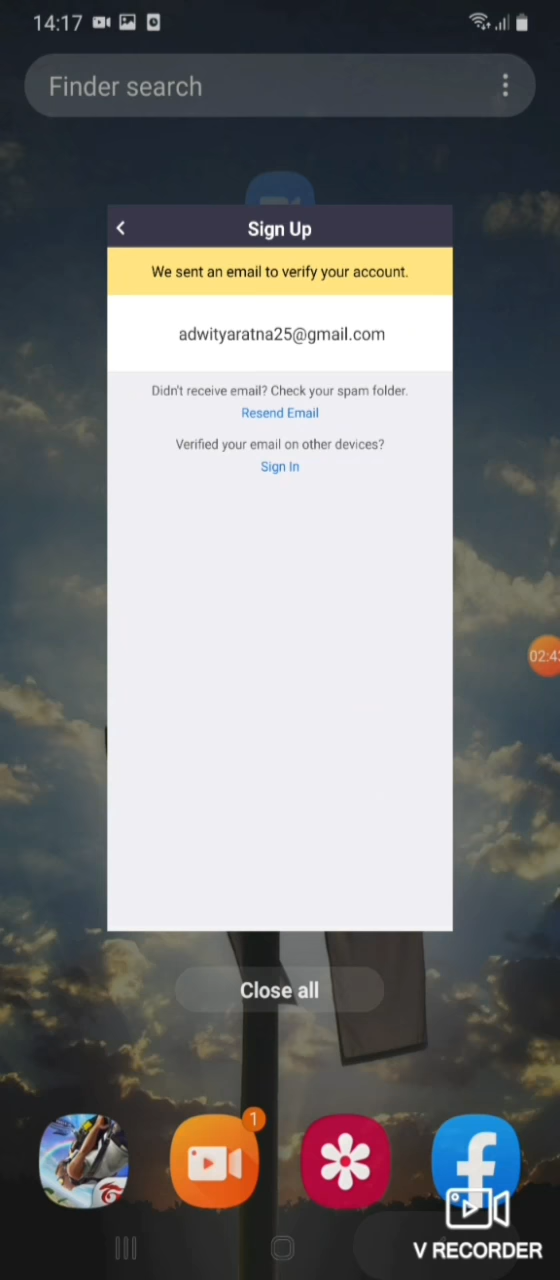 14:17
Finder search
Sign Up
We sent an email to verify your account.
adwityaratna25@gmail.com
Didn't receive email? Check your spam folder.
Resend Email
Verified your email on other devices?
Sign In
Close all
1
V RECORDER